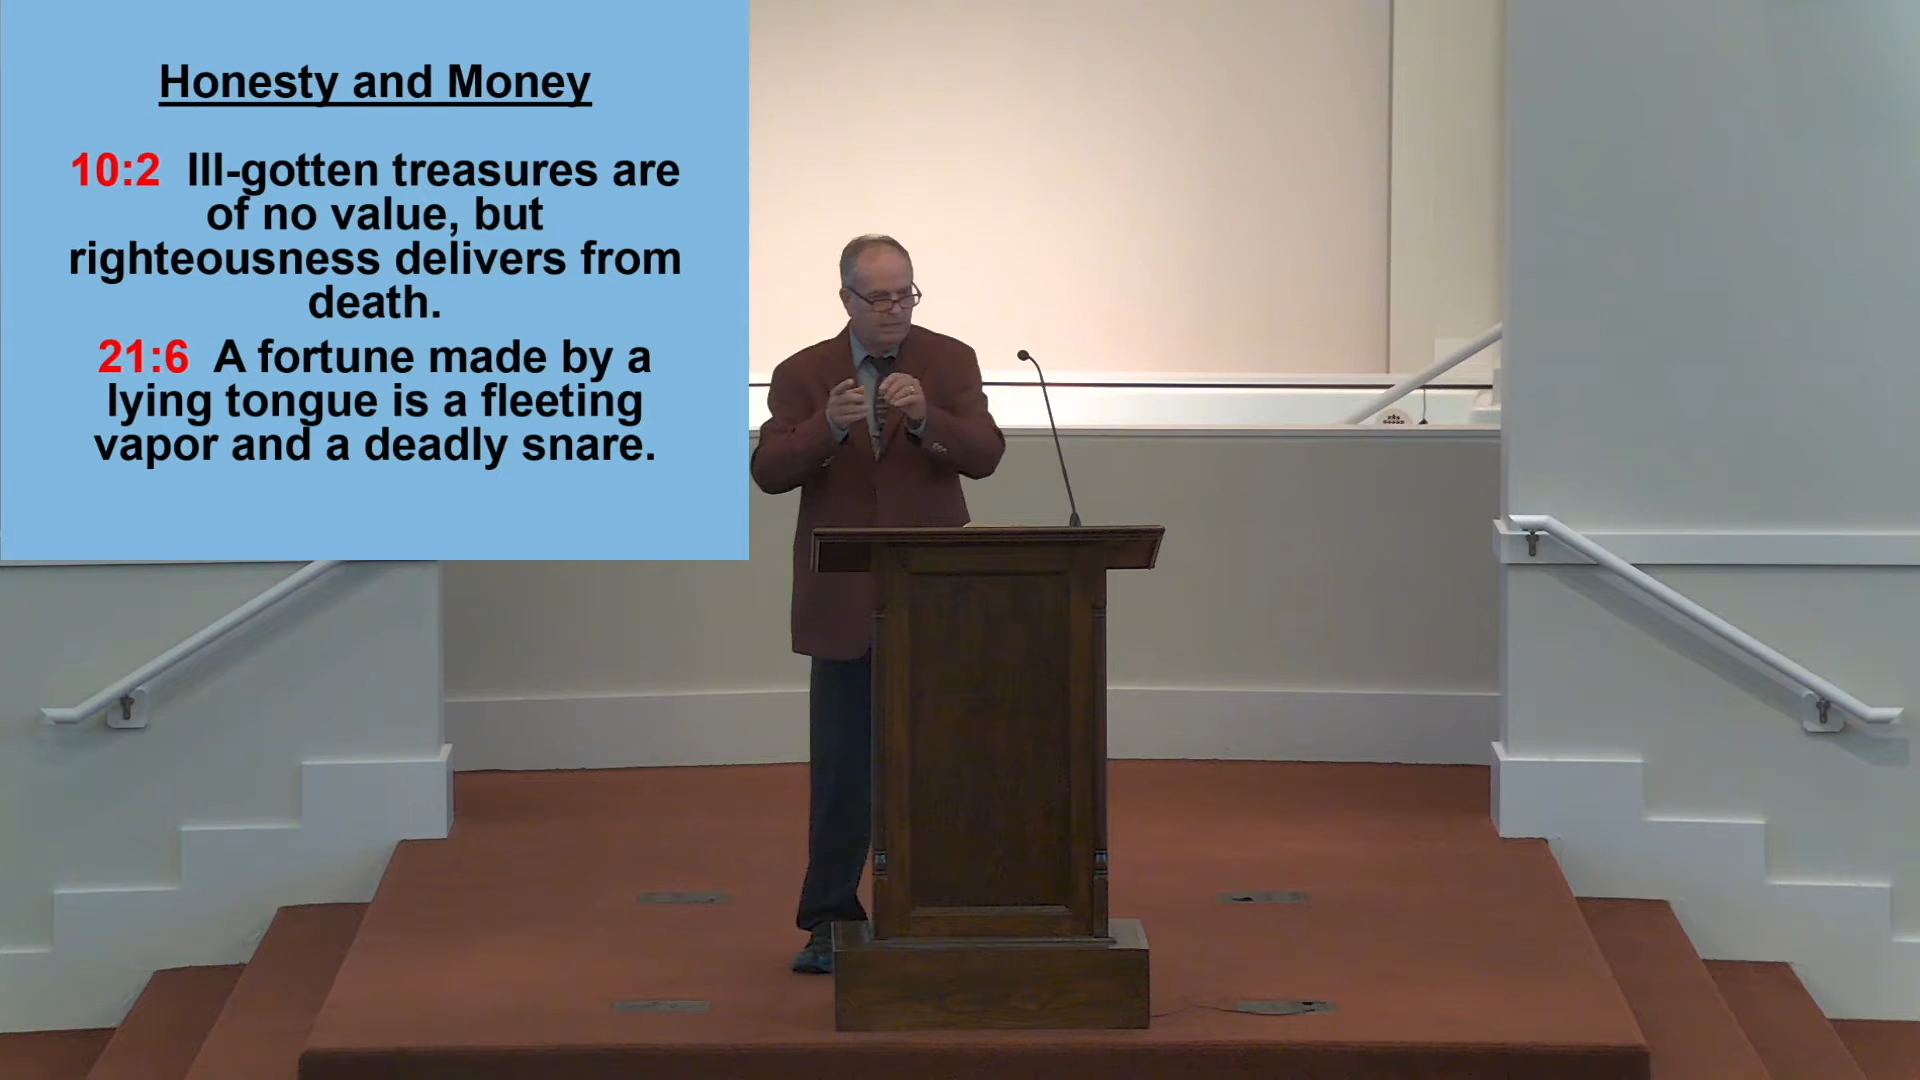 Honesty and Money
10:2 Ill-gotten treasures are
of no value, but
righteousness delivers from
death.
21:6 A fortune made by a
lying tongue is a fleeting
vapor and a deadly snare.